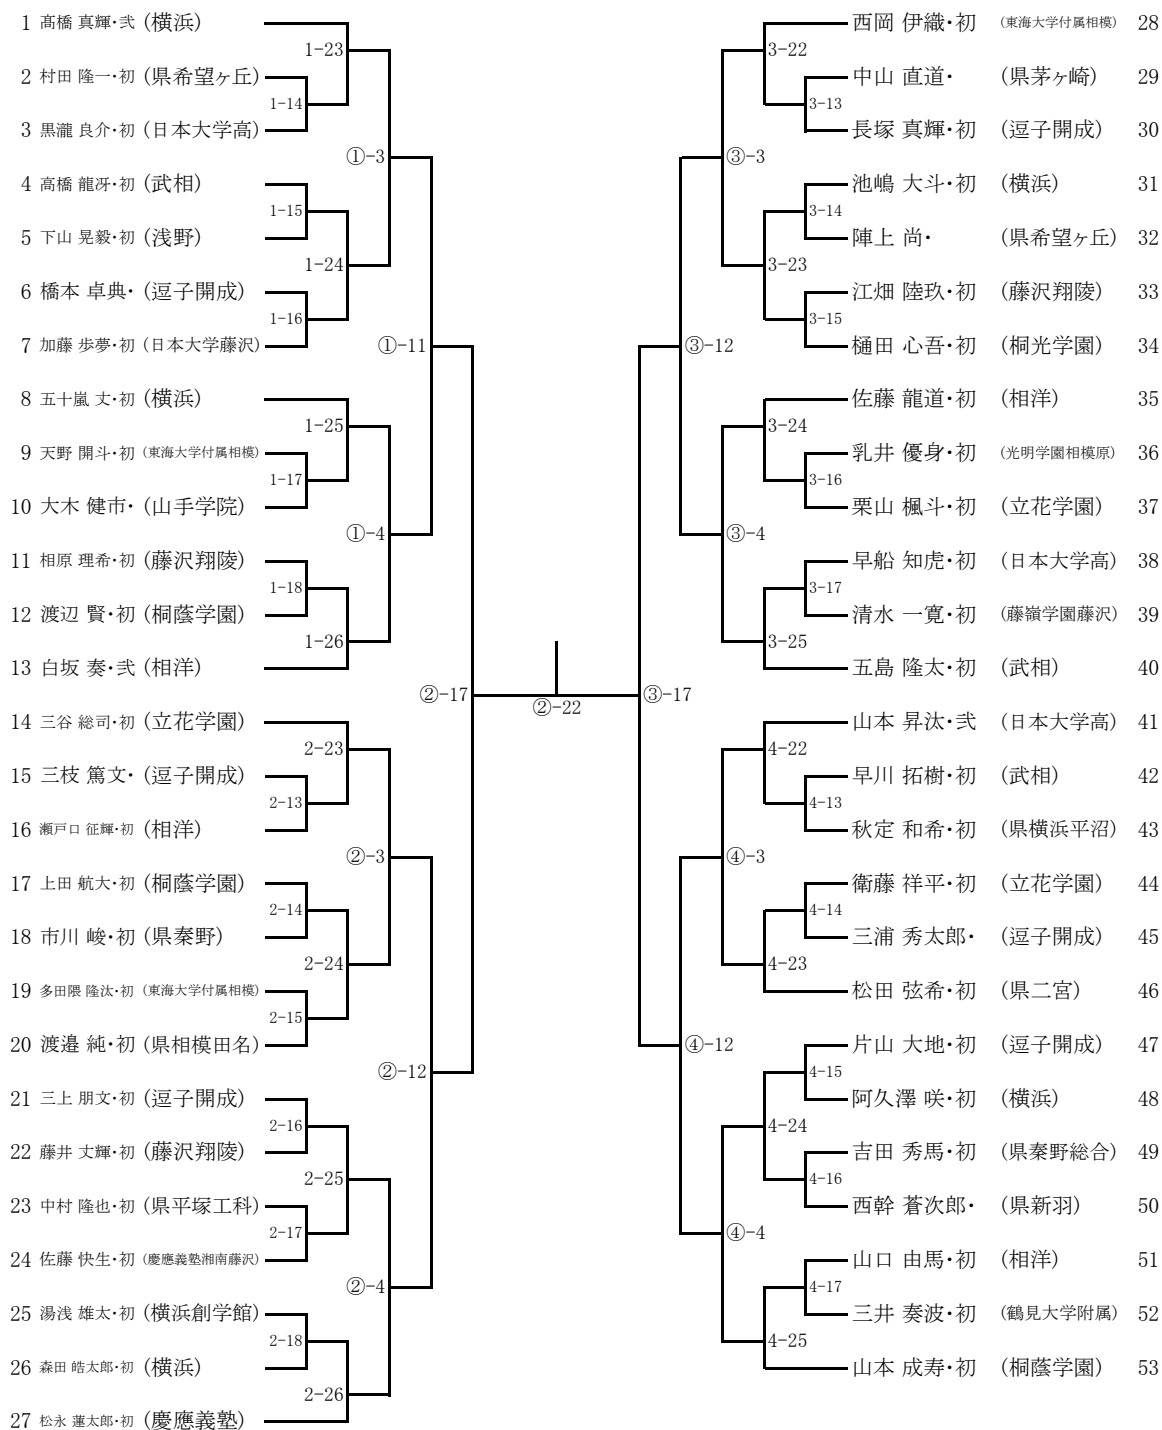 1 髙橋 真輝・弐 (横浜)
2 村田 隆一・初 (県希望ヶ丘)
3 黒瀧 良介・初 (日本大学高)
4 高橋 龍冴・初 (武相)
5 下山 晃毅・初 (浅野)
6 橋本 卓典・ (逗子開成)
7 加藤 歩夢・初 (日本大学藤沢)
8 五十嵐 丈・初 (横浜)
9 天野 開斗・初 (東海大学付属相模)
10 大木 健市・ (山手学院)
11 相原 理希・初 (藤沢翔陵)
12 渡辺 賢・初 (桐蔭学園)
13 白坂 奏・弐 (相洋)
14 三谷 総司・初 (立花学園)
15 三枝 篤文・ (逗子開成)
16 瀬戸口 征輝・初 (相洋)
17 上田 航大・初 (桐蔭学園)
18 市川 峻・初 (県秦野)
19 多田隈 隆汰・初 (東海大学付属相模)
20 渡邉 純・初 (県相模田名)
21 三上 朋文・初 (逗子開成)
22 藤井 丈輝・初 (藤沢翔陵)
23 中村 隆也・初 (県平塚工科)
24 佐藤 快生・初 (慶應義塾湘南藤沢)
25 湯浅 雄太・初 (横浜創学館)
26 森田 皓太郎・初 (横浜)
27 松永 蓮太郎・初 (慶應義塾)
1-14
1-15
1-16
1-17
1-18
2-13
2-14
2-15
2-16
2-17
2-18
1-23
1-24
1-25
1-26
2-23
2-24
2-25
2-26
①-3
①-4
②-3
②-4
①-11
②-12
②-17
②-22
③-17
③-12
④-12
③-3
③-4
④-3
④-4
3-22
3-23
3-24
3-25
4-22
4-23
4-24
4-25
3-13
3-14
3-15
3-16
3-17
4-13
4-14
4-15
4-16
4-17
西岡 伊織・初 (東海大学付属相模) 28
中山 直道・ (県茅ヶ崎) 29
長塚 真輝・初 (逗子開成) 30
池嶋 大斗・初 (横浜) 31
陣上 尚・ (県希望ヶ丘) 32
江畑 陸玖・初 (藤沢翔陵) 33
樋田 心吾・初 (桐光学園) 34
佐藤 龍道・初 (相洋) 35
乳井 優身・初 (光明学園相模原) 36
栗山 楓斗・初 (立花学園) 37
早船 知虎・初 (日本大学高) 38
清水 一寛・初 (藤嶺学園藤沢) 39
五島 隆太・初 (武相) 40
山本 昇汰・弐 (日本大学高) 41
早川 拓樹・初 (武相) 42
秋定 和希・初 (県横浜平沼) 43
衛藤 祥平・初 (立花学園) 44
三浦 秀太郎・ (逗子開成) 45
松田 弦希・初 (県二宮) 46
片山 大地・初 (逗子開成) 47
阿久澤 咲・初 (横浜) 48
吉田 秀馬・初 (県秦野総合) 49
西幹 蒼次郎・ (県新羽) 50
山口 由馬・初 (相洋) 51
三井 奏波・初 (鶴見大学附属) 52
山本 成寿・初 (桐蔭学園) 53